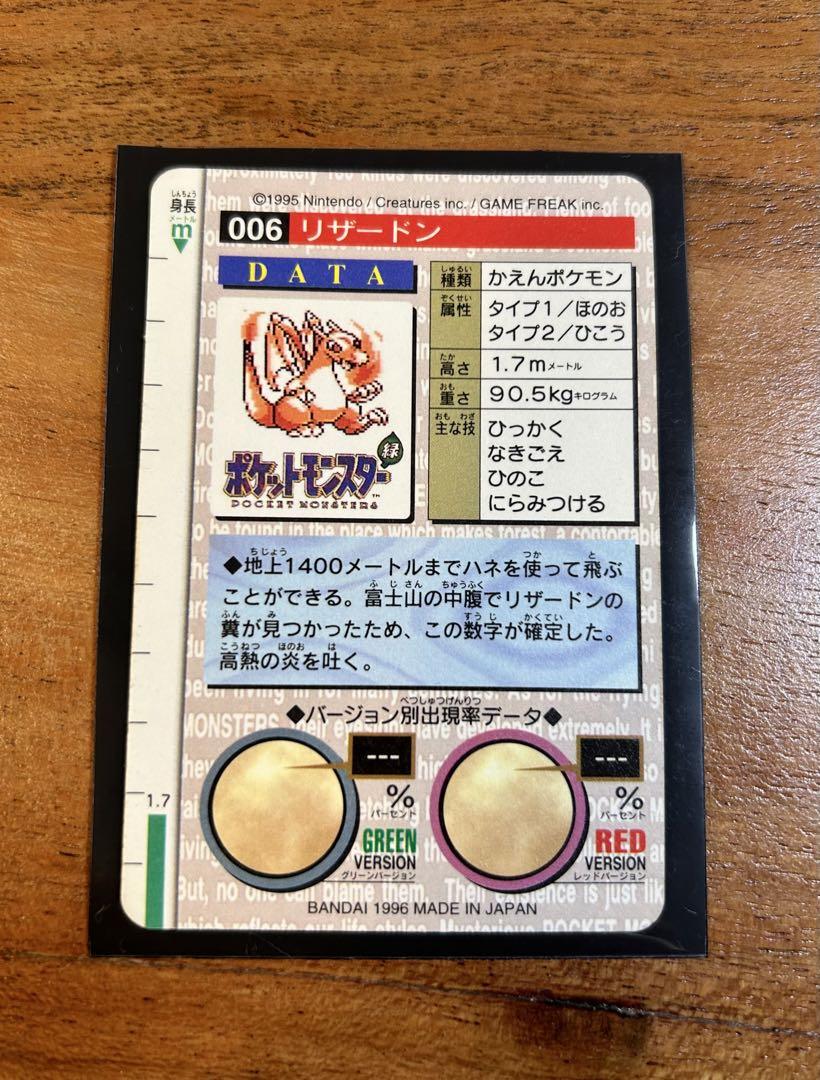 ©1995 Nintendo / Creatures inc. / GAME FREAK inc.
しんちょう
身長
メートル
m
006 リザードン
DATA
しゅるい
種類 かえんポケモン
ぞくせい
属性 タイプ1/ほのお
タイプ2/ひこう
たか
高さ 1.7mメートル
おも
重さ 90.5kgキログラム
おも わざ
主な技 ひっかく
なきごえ
ひのこ
にらみつける
ポケットモンスター 緑
TM
POCKET MONSTERS
ちじょう つか と
◆地上1400メートルまでハネを使って飛ぶ
ふじさん ちゅうふく
ことができる。富士山の中腹でリザードンの
ふん み すうじ かくてい
糞が見つかったため、この数字が確定した。
こうねつ ほのお は
高熱の炎を吐く。
べつしゅつげんりつ
◆バージョン別出現率データ◆
--- ---
% %
パーセント パーセント
GREEN RED
VERSION VERSION
グリーンバージョン レッドバージョン
1.7
BANDAI 1996 MADE IN JAPAN